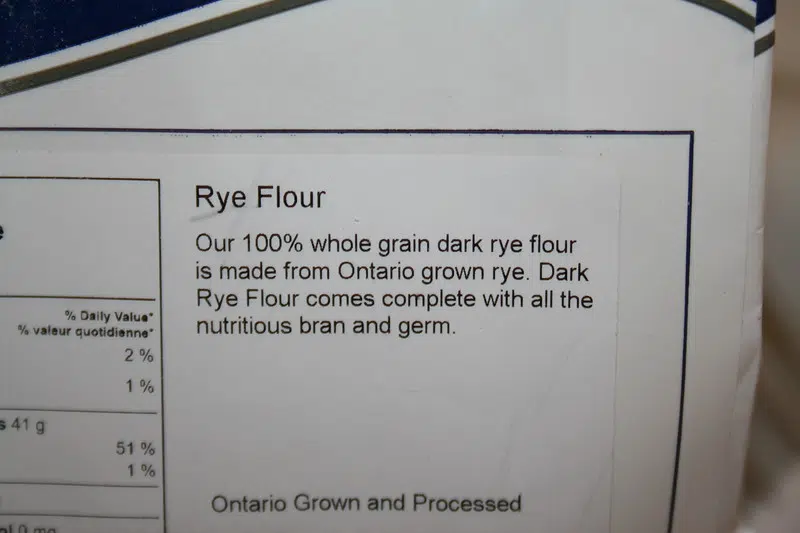 % Daily Value*
% valeur quotidienne*
2 %
1 %
41 g
51 %
1 %
0 mg
Rye Flour
Our 100% whole grain dark rye flour
is made from Ontario grown rye. Dark
Rye Flour comes complete with all the
nutritious bran and germ.
Ontario Grown and Processed